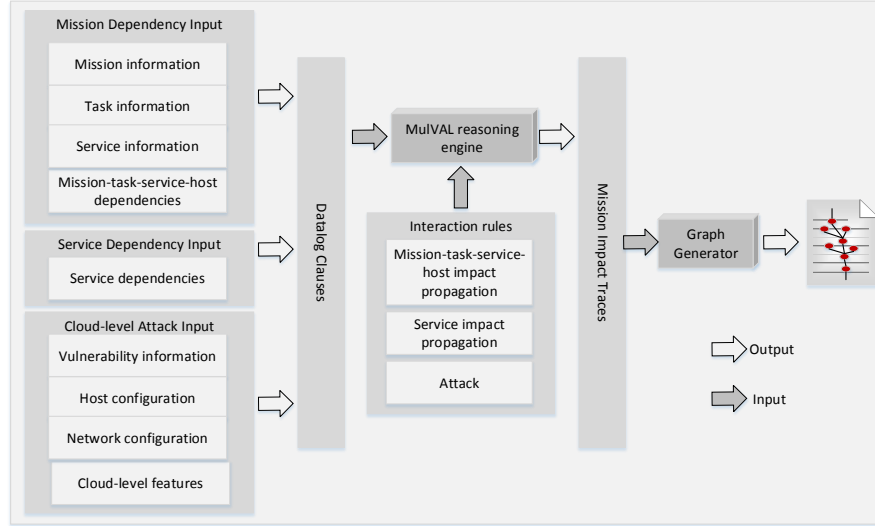 Mission Dependency Input
Mission information
Task information
Service information
Mission-task-service-host
dependencies
Service Dependency Input
Service dependencies
Cloud-level Attack Input
Vulnerability information
Host configuration
Network configuration
Cloud-level features
Datalog Clauses
MulVAL reasoning
engine
Interaction rules
Mission-task-service-
host impact
propagation
Service impact
propagation
Attack
Mission Impact Traces
Graph
Generator
Output
Input